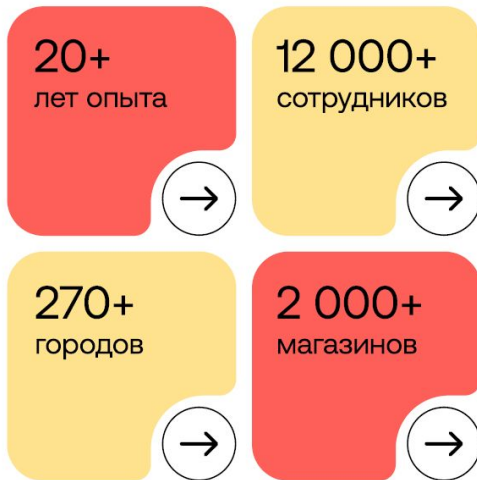 20+
лет опыта
12 000+
сотрудников
270+
городов
2 000+
магазинов